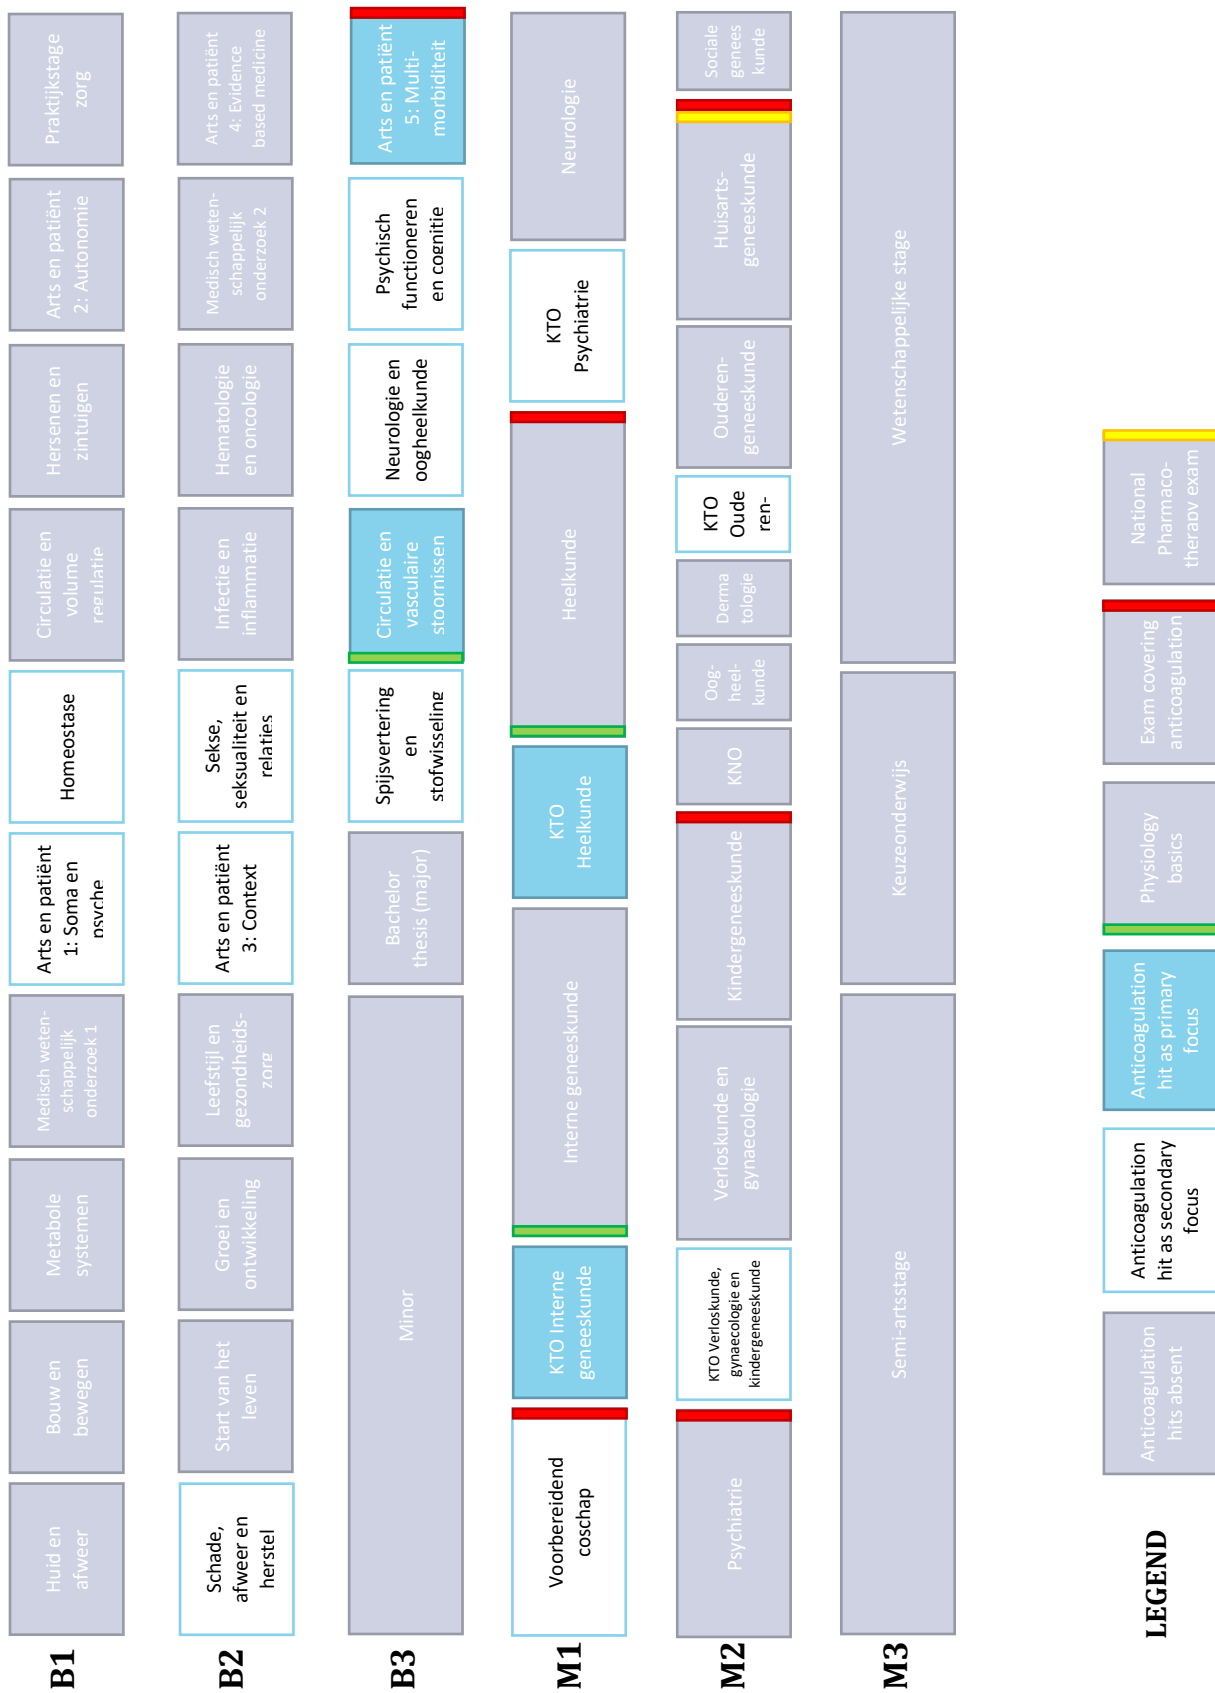 B1
Huid en
afweer
Bouw en
bewegen
Metabole
systemen
Medisch weten-
schappelijk
onderzoek 1
Arts en patiënt
1: Soma en
psyche
Homeostase
Circulatie en
volume
regulatie
Hersenen en
zintuigen
Arts en patiënt
2: Autonomie
Praktijkstage
zorg
B2
Schade,
afweer en
herstel
Start van het
leven
Groei en
ontwikkeling
Leefstijl en
gezondheids-
zorg
Arts en patiënt
3: Context
Sekse,
seksualiteit en
relaties
Infectie en
inflammatie
Hematologie
en oncologie
Medisch weten-
schappelijk
onderzoek 2
Arts en patiënt
4: Evidence
based medicine
B3
Minor
Bachelor
thesis (major)
Spijsvertering
en
stofwisseling
Circulatie en
vasculaire
stoornissen
Neurologie en
oogheelkunde
Psychisch
functioneren
en cognitie
Arts en patiënt
5: Multi-
morbiditeit
M1
Voorbereidend
coschap
KTO Interne
geneeskunde
Interne geneeskunde
KTO
Heelkunde
Heelkunde
KTO
Psychiatrie
Neurologie
M2
Psychiatrie
KTO Verloskunde,
gynaecologie en
kindergeneeskunde
Verloskunde en
gynaecologie
Kindergeneeskunde
KNO
Oog-
heel-
kunde
Derma
tologie
KTO
Oude
ren-
Ouderen-
geneeskunde
Huisarts-
geneeskunde
Sociale
genees
kunde
M3
Semi-artsstage
Keuzeonderwijs
Wetenschappelijke stage
LEGEND
Anticoagulation
hits absent
Anticoagulation
hit as secondary
focus
Anticoagulation
hit as primary
focus
Physiology
basics
Exam covering
anticoagulation
National
Pharmaco-
therapy exam